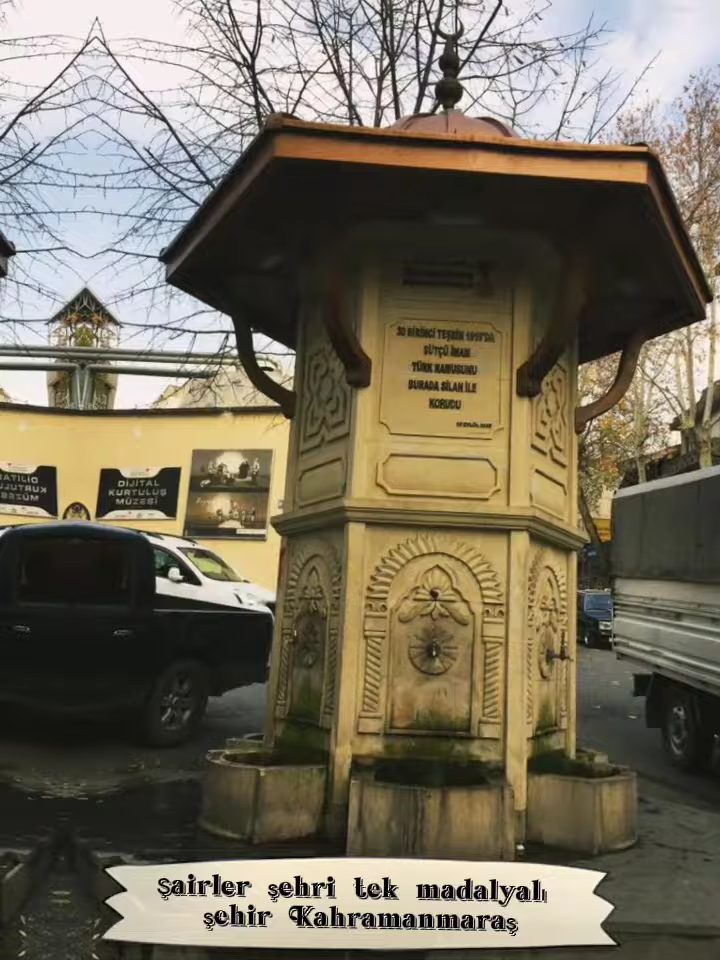 30 BİRİNCİ TEŞRİN 1919'DA
SÜTÇÜ İMAM
TÜRK NAMUSUNU
BURADA SİLAH İLE
KORUDU
DİJİTAL
KURTULUŞ
MÜZESİ
Şairler şehri tek madalyalı
şehir Kahramanmaraş